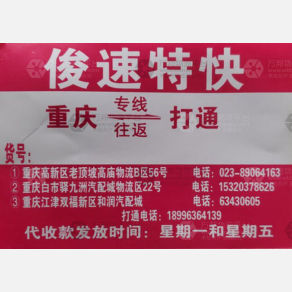 俊速特快
重庆 专线 往返 打通
货号：
① 重庆高新区老顶坡高庙物流B区56号 电话：023-89064163
② 重庆白市驿九洲汽配城物流区22号 电话：15320378626
③ 重庆江津双福新区和润汽配城 电话：63430605
打通电话：18996364139
代收款发放时间：星期一和星期五